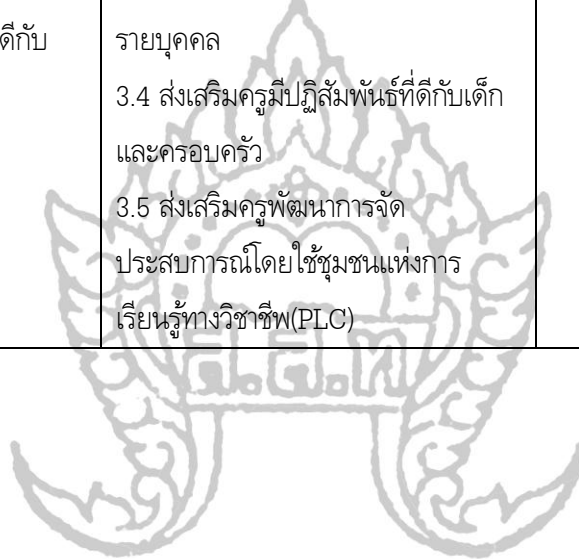 ดีกับ
รายบุคคล
3.4 ส่งเสริมครูมีปฏิสัมพันธ์ที่ดีกับเด็ก
และครอบครัว
3.5 ส่งเสริมครูพัฒนาการจัด
ประสบการณ์โดยใช้ชุมชนแห่งการ
เรียนรู้ทางวิชาชีพ(PLC)